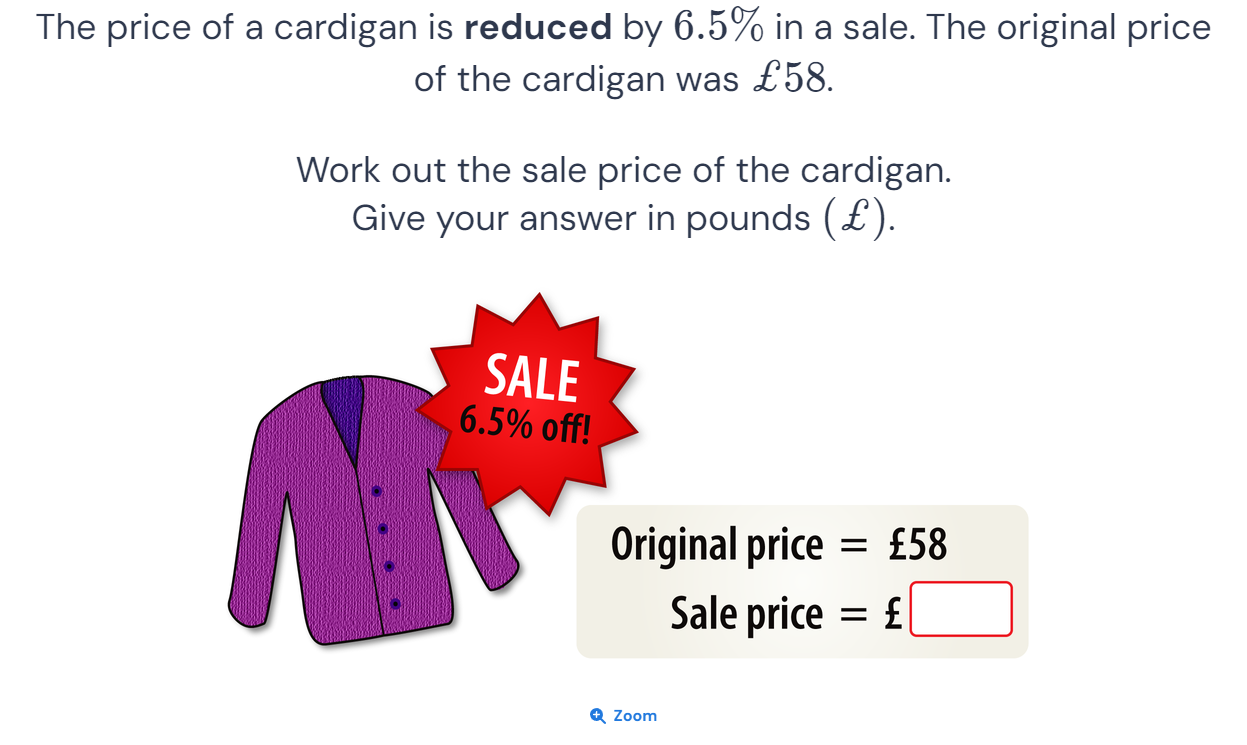 The price of a cardigan is reduced by 6.5% in a sale. The original price
of the cardigan was £58.
Work out the sale price of the cardigan.
Give your answer in pounds (£).
SALE
6.5% off!
Original price = £58
Sale price = £
Zoom